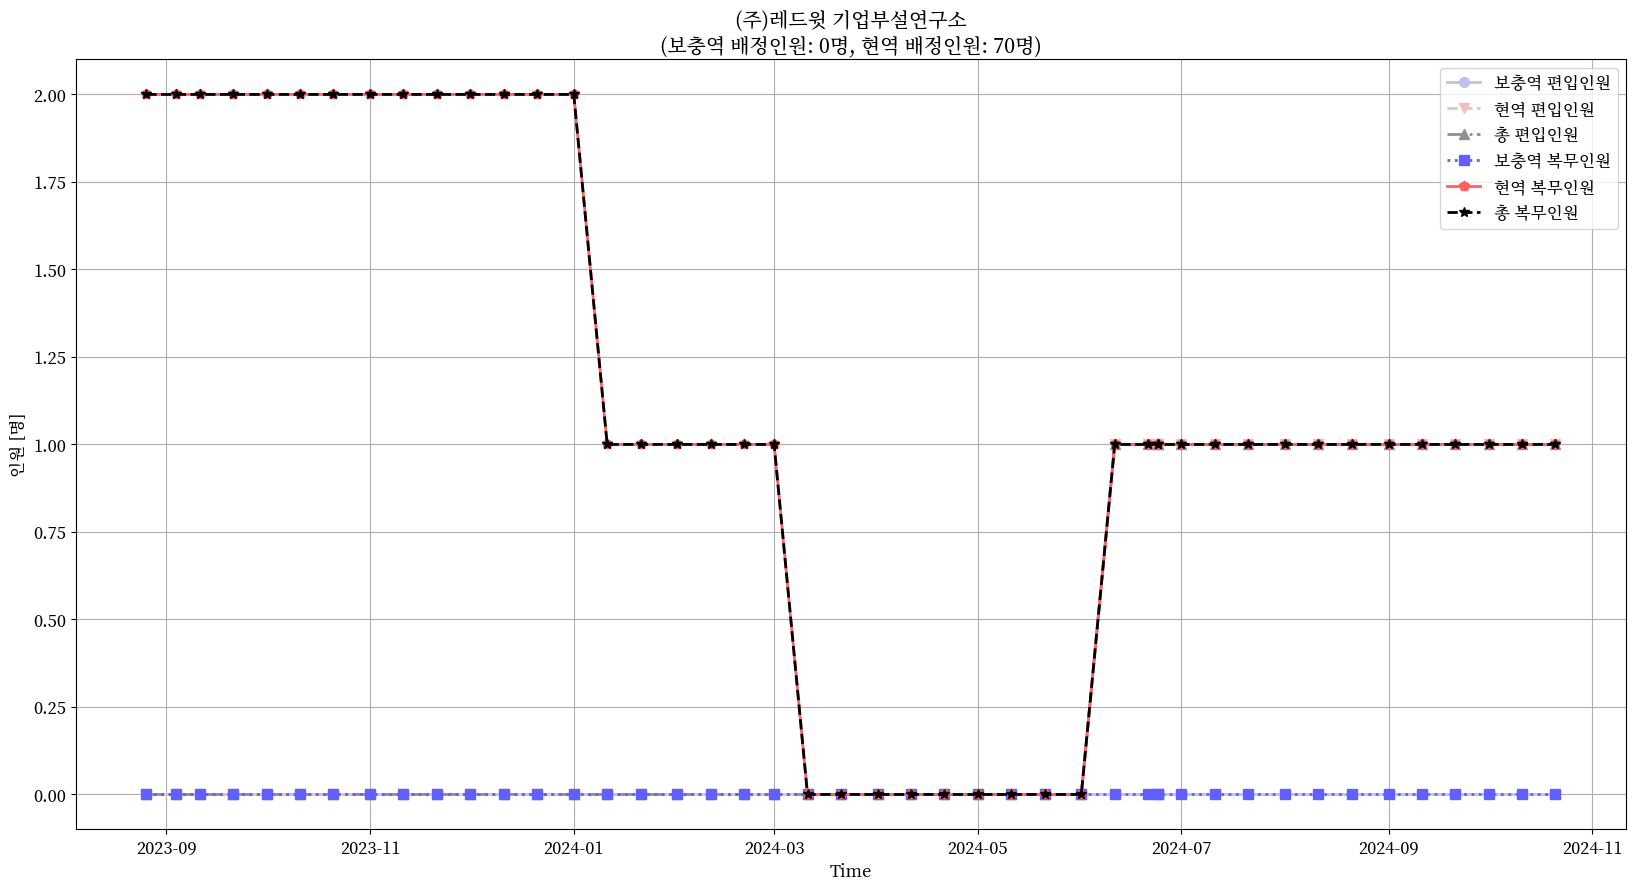 (주)레드윗 기업부설연구소
(보충역 배정인원: 0명, 현역 배정인원: 70명)
보충역 편입인원
현역 편입인원
총 편입인원
보충역 복무인원
현역 복무인원
총 복무인원
2.00
1.75
1.50
1.25
1.00
0.75
0.50
0.25
0.00
인원 [명]
2023-09
2023-11
2024-01
2024-03
2024-05
2024-07
2024-09
2024-11
Time